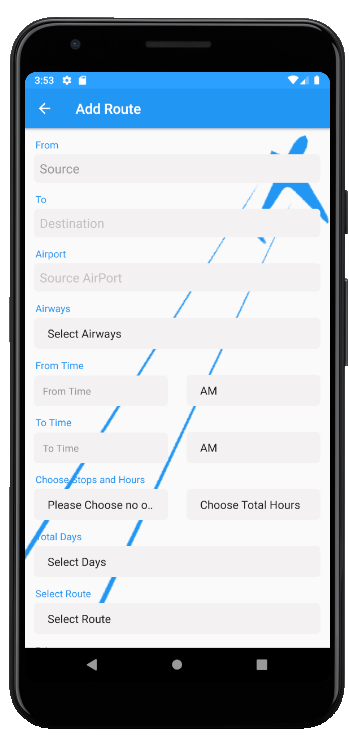 3:53
Add Route
From
Source
To
Destination
Airport
Source AirPort
Airways
Select Airways
From Time
From Time AM
To Time
To Time AM
Choose Stops and Hours
Please Choose no o.. Choose Total Hours
Total Days
Select Days
Select Route
Select Route